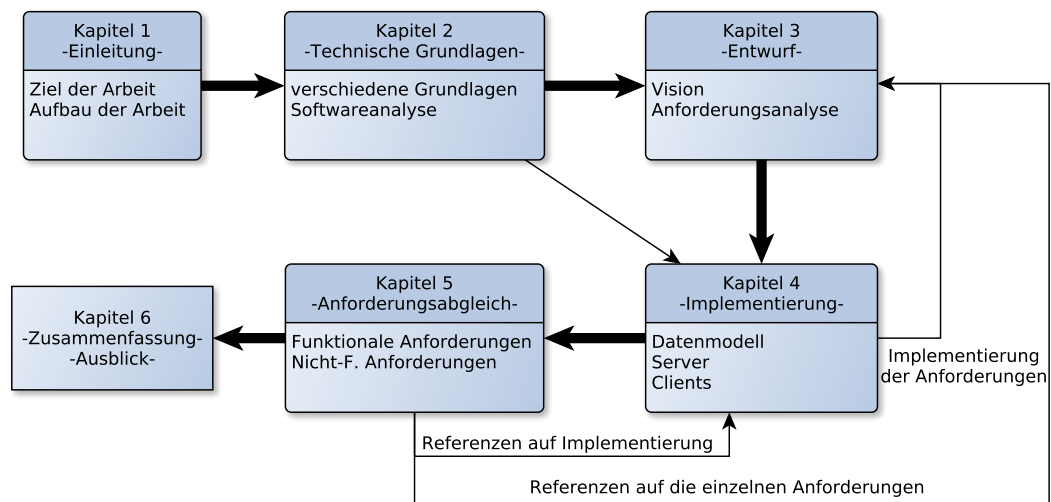 Kapitel 1
-Einleitung-
Ziel der Arbeit
Aufbau der Arbeit
Kapitel 2
-Technische Grundlagen-
verschiedene Grundlagen
Softwareanalyse
Kapitel 3
-Entwurf-
Vision
Anforderungsanalyse
Kapitel 4
-Implementierung-
Datenmodell
Server
Clients
Implementierung
der Anforderungen
Kapitel 5
-Anforderungsabgleich-
Funktionale Anforderungen
Nicht-F. Anforderungen
Kapitel 6
-Zusammenfassung-
-Ausblick-
Referenzen auf Implementierung
Referenzen auf die einzelnen Anforderungen